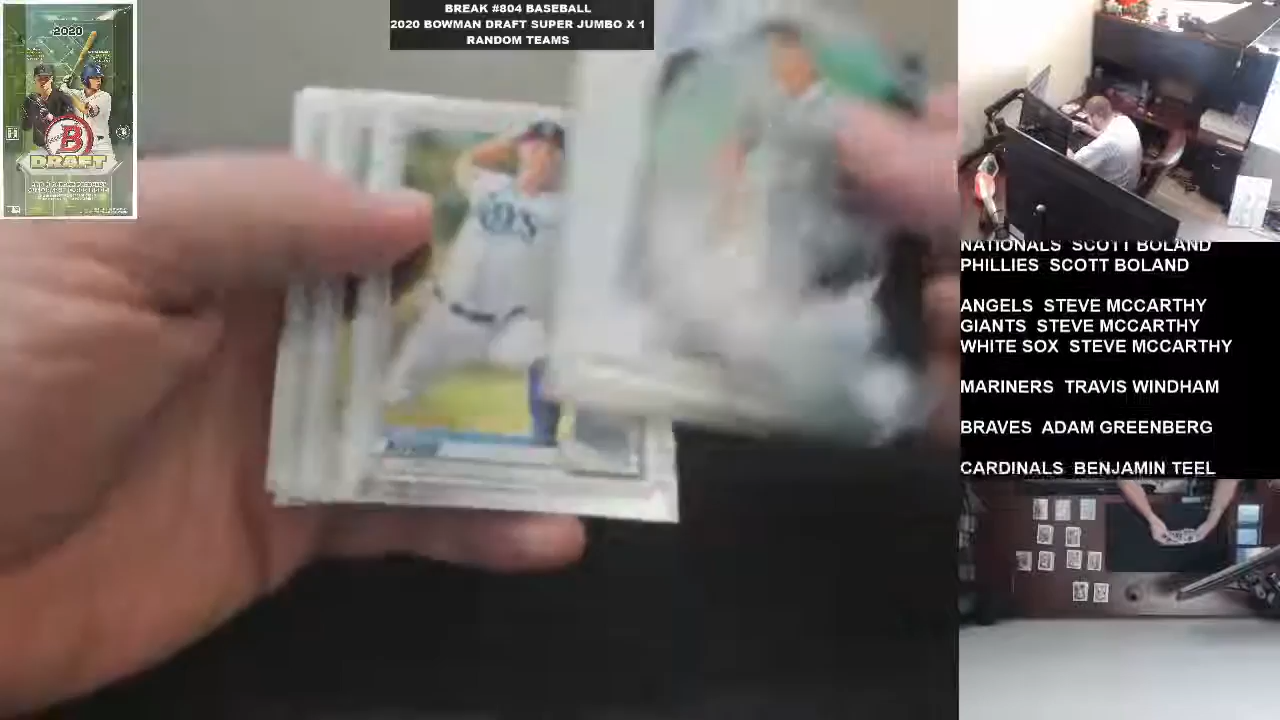 BREAK #804 BASEBALL
2020 BOWMAN DRAFT SUPER JUMBO X 1
RANDOM TEAMS
2020
B
DRAFT
NATIONALS SCOTT BOLAND
PHILLIES SCOTT BOLAND
ANGELS STEVE MCCARTHY
GIANTS STEVE MCCARTHY
WHITE SOX STEVE MCCARTHY
MARINERS TRAVIS WINDHAM
BRAVES ADAM GREENBERG
CARDINALS BENJAMIN TEEL